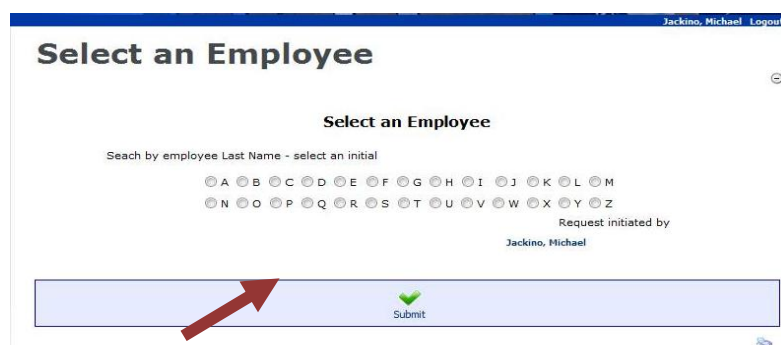 Jackino, Michael Logout
Select an Employee
Select an Employee
Seach by employee Last Name - select an initial
A B C D E F G H I J K L M
N O P Q R S T U V W X Y Z
Request initiated by
Jackino, Michael
Submit